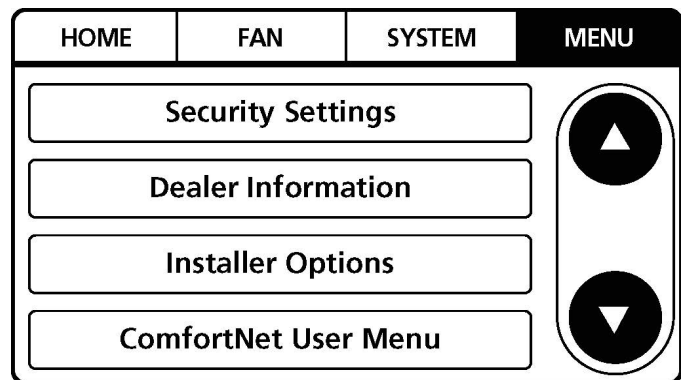 HOME FAN SYSTEM MENU
Security Settings
Dealer Information
Installer Options
ComfortNet User Menu